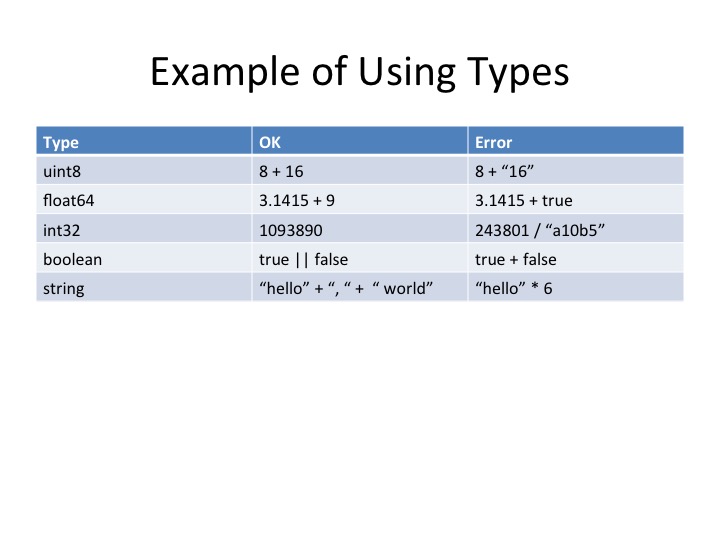 Example of Using Types
Type OK Error
uint8 8 + 16 8 + “16”
float64 3.1415 + 9 3.1415 + true
int32 1093890 243801 / “a10b5”
boolean true || false true + false
string “hello” + “, “ +  “ world” “hello” * 6